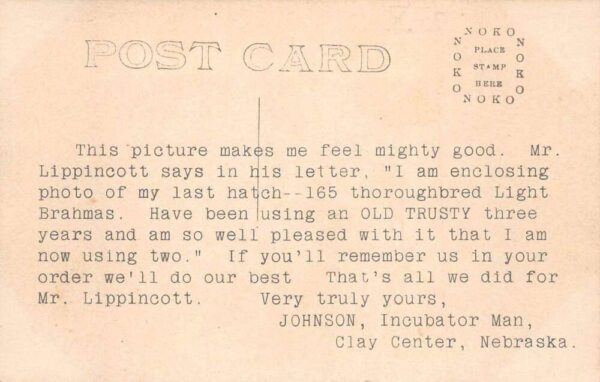 POST CARD
NOKO
NOKO
PLACE
STAMP
HERE
NOKO
NOKO
This picture makes me feel mighty good. Mr.
Lippincott says in his letter, "I am enclosing
photo of my last hatch--165 thoroughbred Light
Brahmas. Have been using an OLD TRUSTY three
years and am so well pleased with it that I am
now using two." If you'll remember us in your
order we'll do our best That's all we did for
Mr. Lippincott. Very truly yours,
JOHNSON, Incubator Man,
Clay Center, Nebraska.